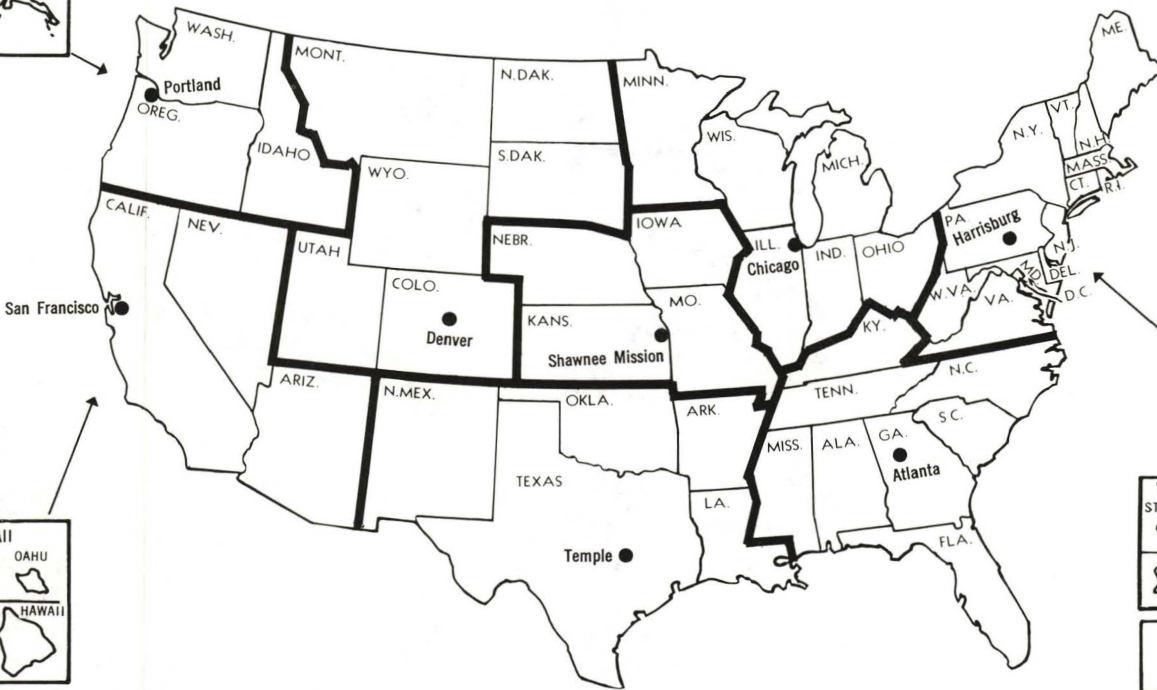 WASH.
MONT.
N.DAK.
MINN.
ME.
Portland
OREG.
IDAHO
WYO.
S.DAK.
WIS.
MICH.
N.Y.
VT.
N.H.
MASS.
CT.
R.I.
CALIF.
NEV.
UTAH
COLO.
NEBR.
IOWA
ILL.
IND.
OHIO
PA.
Harrisburg
N.J.
DEL.
MD.
D.C.
W.VA.
VA.
San Francisco
Denver
KANS.
Shawnee Mission
MO.
Chicago
KY.
ARIZ.
N.MEX.
OKLA.
ARK.
TENN.
N.C.
S.C.
MISS.
ALA.
GA.
Atlanta
TEXAS
LA.
FLA.
Temple
OAHU
HAWAII